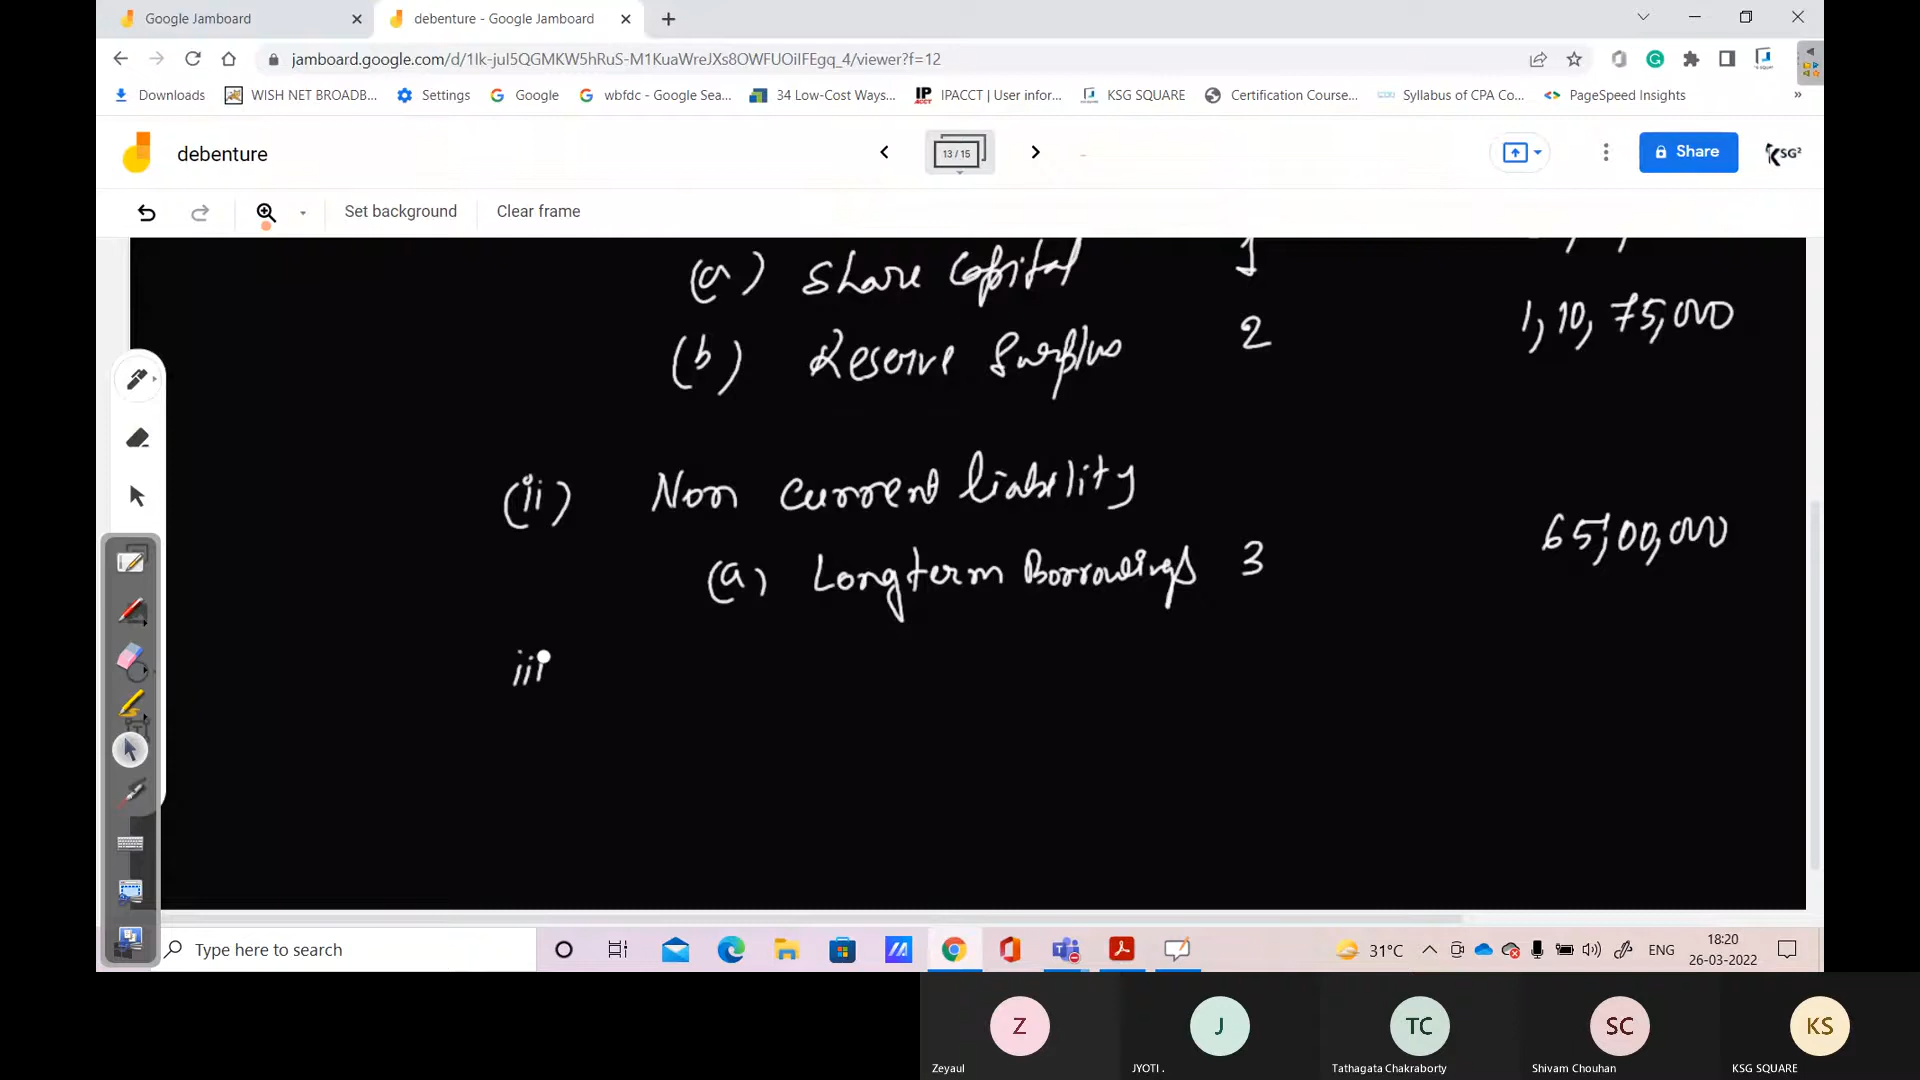 Google Jamboard
debenture - Google Jamboard
jamboard.google.com/d/1Ik-jul5QGMKW5hRuS-M1KuaWreJXs8OWFUOiIFEgq_4/viewer?f=12
Downloads WISH NET BROADB... Settings Google wbfdc - Google Sea... 34 Low-Cost Ways... IPACCT | User infor... KSG SQUARE Certification Course... Syllabus of CPA Co... PageSpeed Insights »
debenture 13 / 15 Share KSG²
Set background Clear frame
(a) Share Capital 1
(b) Reserve Surplus 2 1,10,75,000
(ii) Non current liability
(a) Longterm Borrowings 3 65,00,000
iii
Type here to search 31°C ENG 18:20
26-03-2022
Z J TC SC KS
Zeyaul JYOTI . Tathagata Chakraborty Shivam Chouhan KSG SQUARE